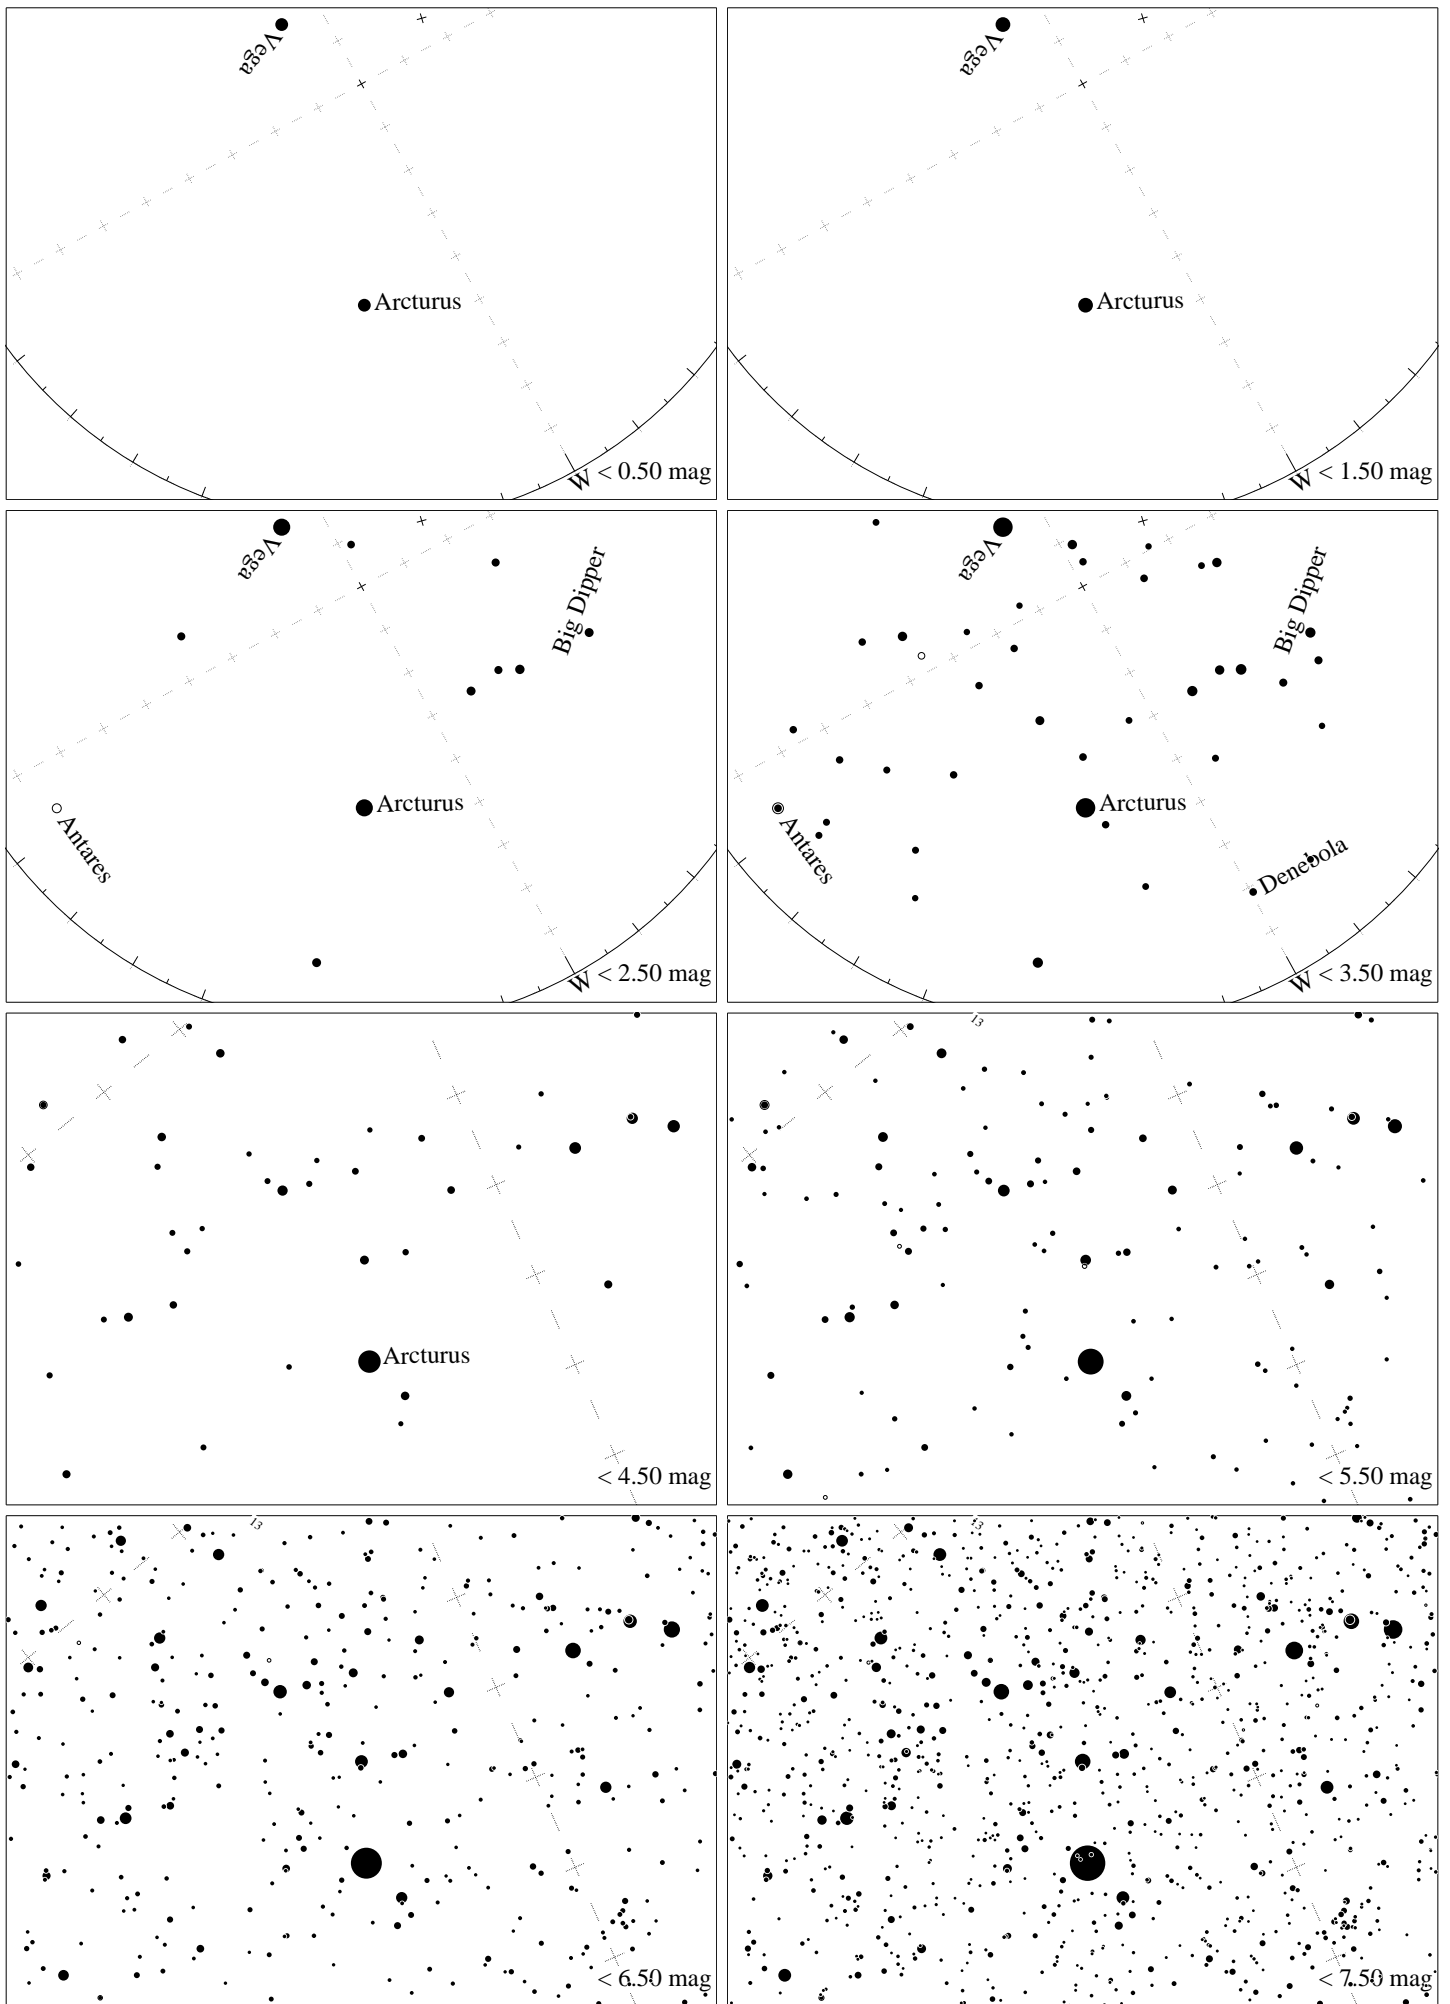 Vega
Arcturus
W
< 0.50 mag
Vega
Arcturus
W
< 1.50 mag
Vega
Big Dipper
Arcturus
Antares
W
< 2.50 mag
Vega
Big Dipper
Arcturus
Antares
Denebola
W
< 3.50 mag
Arcturus
< 4.50 mag
13
< 5.50 mag
13
< 6.50 mag
13
< 7.50 mag